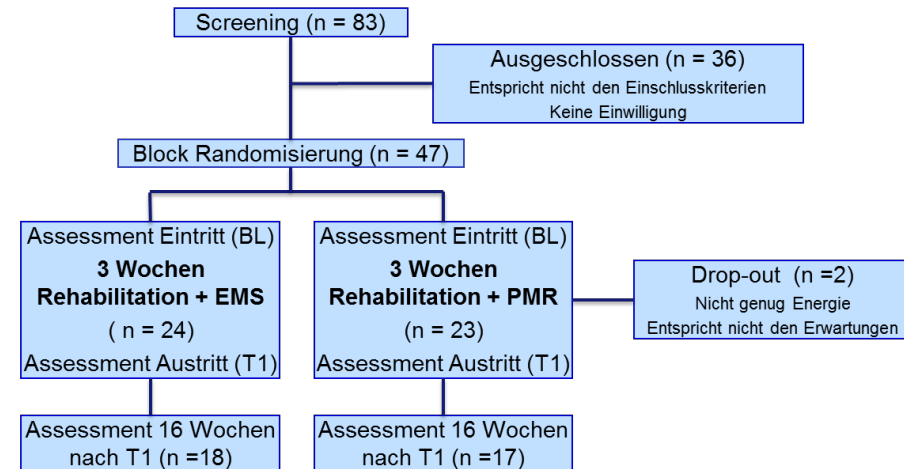 Screening (n = 83)
Ausgeschlossen (n = 36)
Entspricht nicht den Einschlusskriterien
Keine Einwilligung
Block Randomisierung (n = 47)
Assessment Eintritt (BL)
3 Wochen
Rehabilitation + EMS
( n = 24)
Assessment Austritt (T1)
Assessment Eintritt (BL)
3 Wochen
Rehabilitation + PMR
(n = 23)
Assessment Austritt (T1)
Drop-out (n =2)
Nicht genug Energie
Entspricht nicht den Erwartungen
Assessment 16 Wochen
nach T1 (n =18)
Assessment 16 Wochen
nach T1 (n =17)